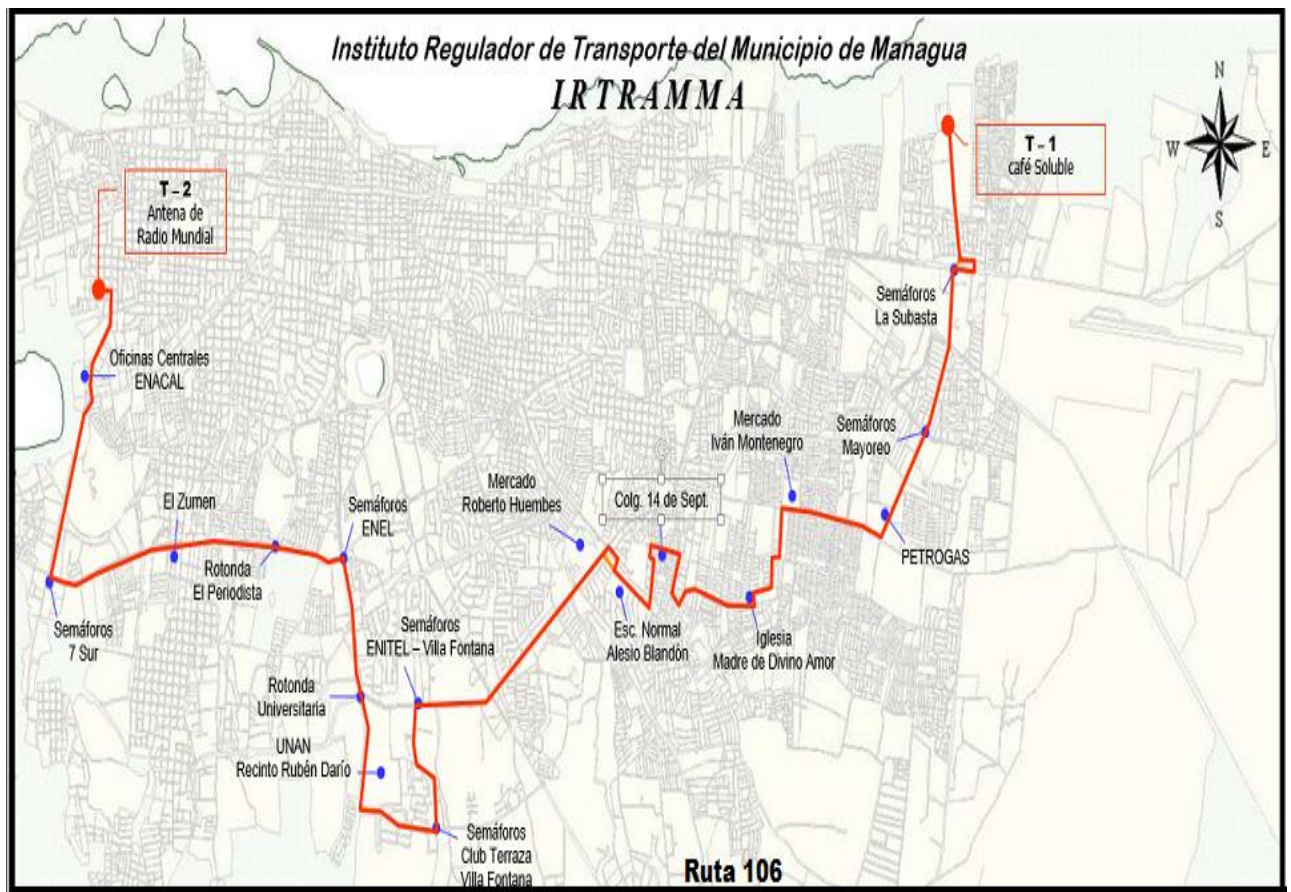 Instituto Regulador de Transporte del Municipio de Managua
IRTRAMMA
N
W
E
S
T – 1
café Soluble
T – 2
Antena de
Radio Mundial
Semáforos
La Subasta
Oficinas Centrales
ENACAL
Mercado
Iván Montenegro
Semáforos
Mayoreo
Mercado
Roberto Huembes
Colg. 14 de Sept.
El Zumen
Semáforos
ENEL
Rotonda
El Periodista
PETROGAS
Semáforos
7 Sur
Semáforos
ENITEL – Villa Fontana
Esc. Normal
Alesio Blandón
Iglesia
Madre de Divino Amor
Rotonda
Universitaria
UNAN
Recinto Rubén Darío
Semáforos
Club Terraza
Villa Fontana
Ruta 106